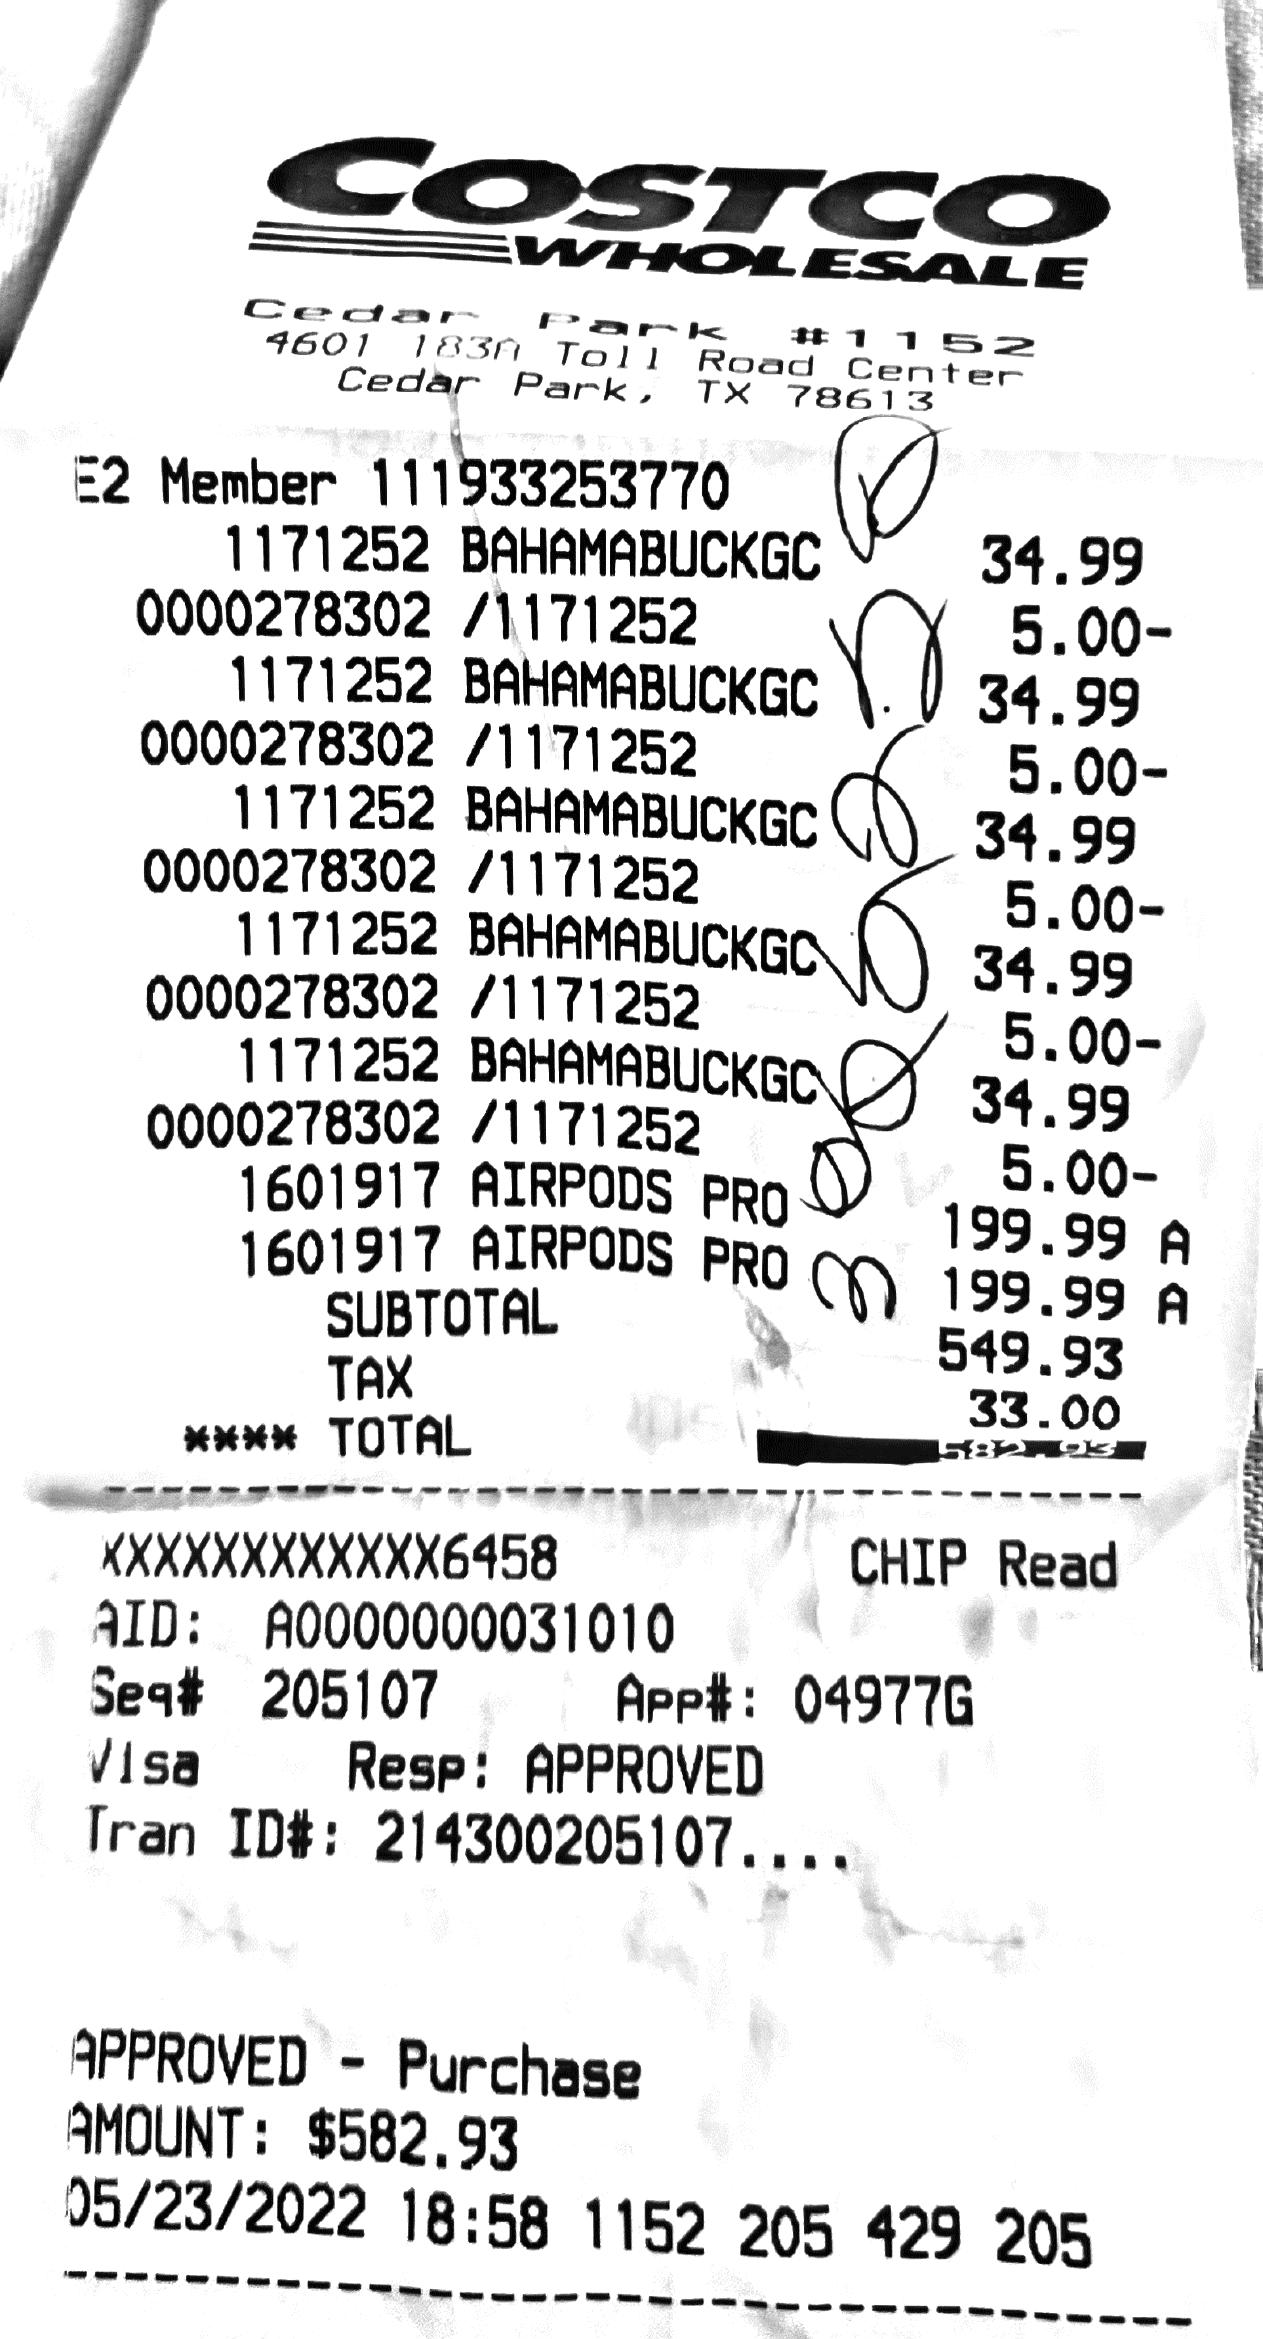 COSTCO
WHOLESALE
Cedar Park #1152
4601 183A Toll Road Center
Cedar Park, TX 78613
E2 Member 111933253770
1171252 BAHAMABUCKGC 34.99
0000278302 /1171252 5.00-
1171252 BAHAMABUCKGC 34.99
0000278302 /1171252 5.00-
1171252 BAHAMABUCKGC 34.99
0000278302 /1171252 5.00-
1171252 BAHAMABUCKGC 34.99
0000278302 /1171252 5.00-
1171252 BAHAMABUCKGC 34.99
0000278302 /1171252 5.00-
1601917 AIRPODS PRO 199.99 A
1601917 AIRPODS PRO 199.99 A
SUBTOTAL 549.93
TAX 33.00
**** TOTAL 582.93
XXXXXXXXXXXX6458 CHIP Read
AID: A0000000031010
Seq# 205107 App#: 04977G
Visa Resp: APPROVED
Tran ID#: 214300205107....
APPROVED - Purchase
AMOUNT: $582.93
05/23/2022 18:58 1152 205 429 205